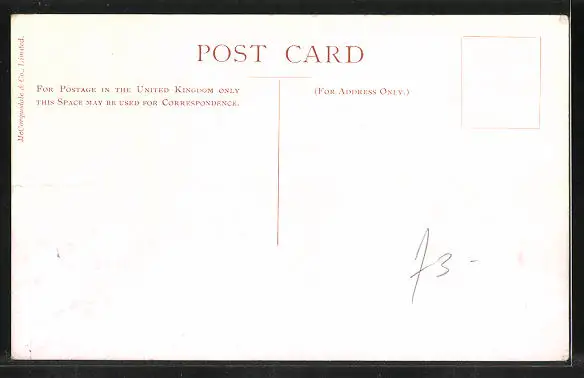 POST CARD
FOR POSTAGE IN THE UNITED KINGDOM ONLY
THIS SPACE MAY BE USED FOR CORRESPONDENCE.
(FOR ADDRESS ONLY.)
McCorquodale & Co., Limited.
73-